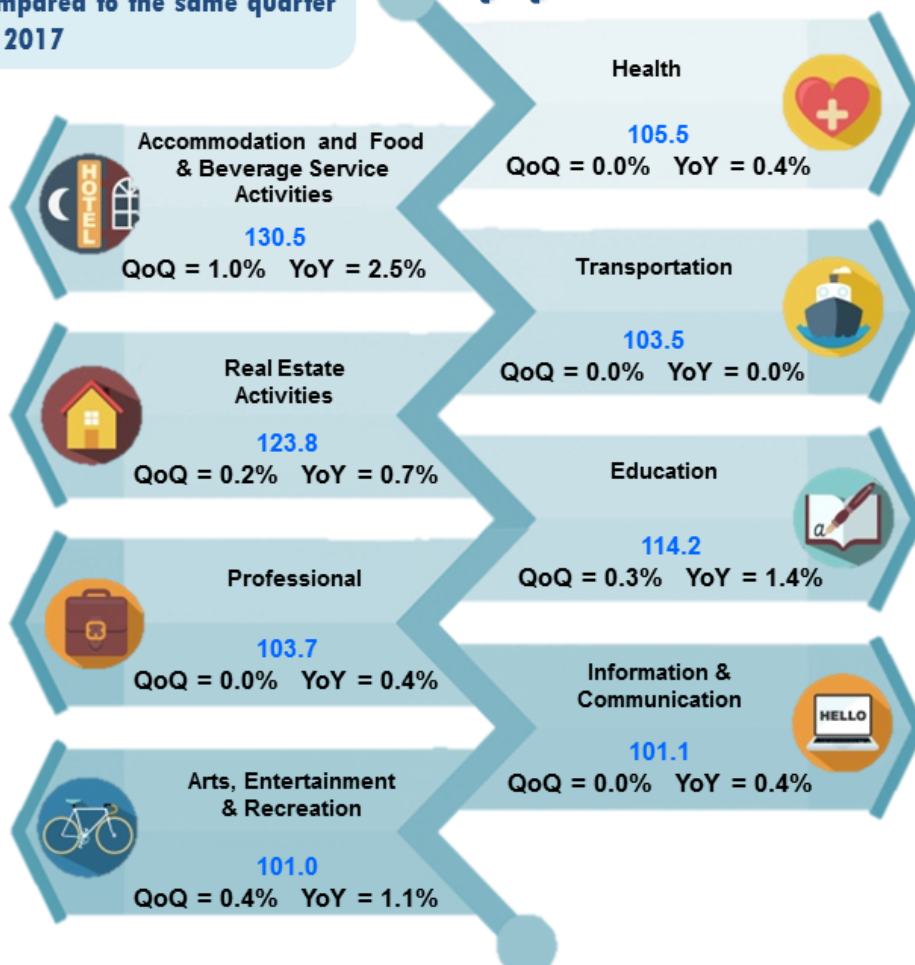 compared to the same quarter
2017
Health
105.5
QoQ = 0.0% YoY = 0.4%
Accommodation and Food
& Beverage Service
Activities
130.5
QoQ = 1.0% YoY = 2.5%
HOTEL
Transportation
103.5
QoQ = 0.0% YoY = 0.0%
Real Estate
Activities
123.8
QoQ = 0.2% YoY = 0.7%
Education
114.2
QoQ = 0.3% YoY = 1.4%
a
Professional
103.7
QoQ = 0.0% YoY = 0.4%
Information &
Communication
101.1
QoQ = 0.0% YoY = 0.4%
HELLO
Arts, Entertainment
& Recreation
101.0
QoQ = 0.4% YoY = 1.1%